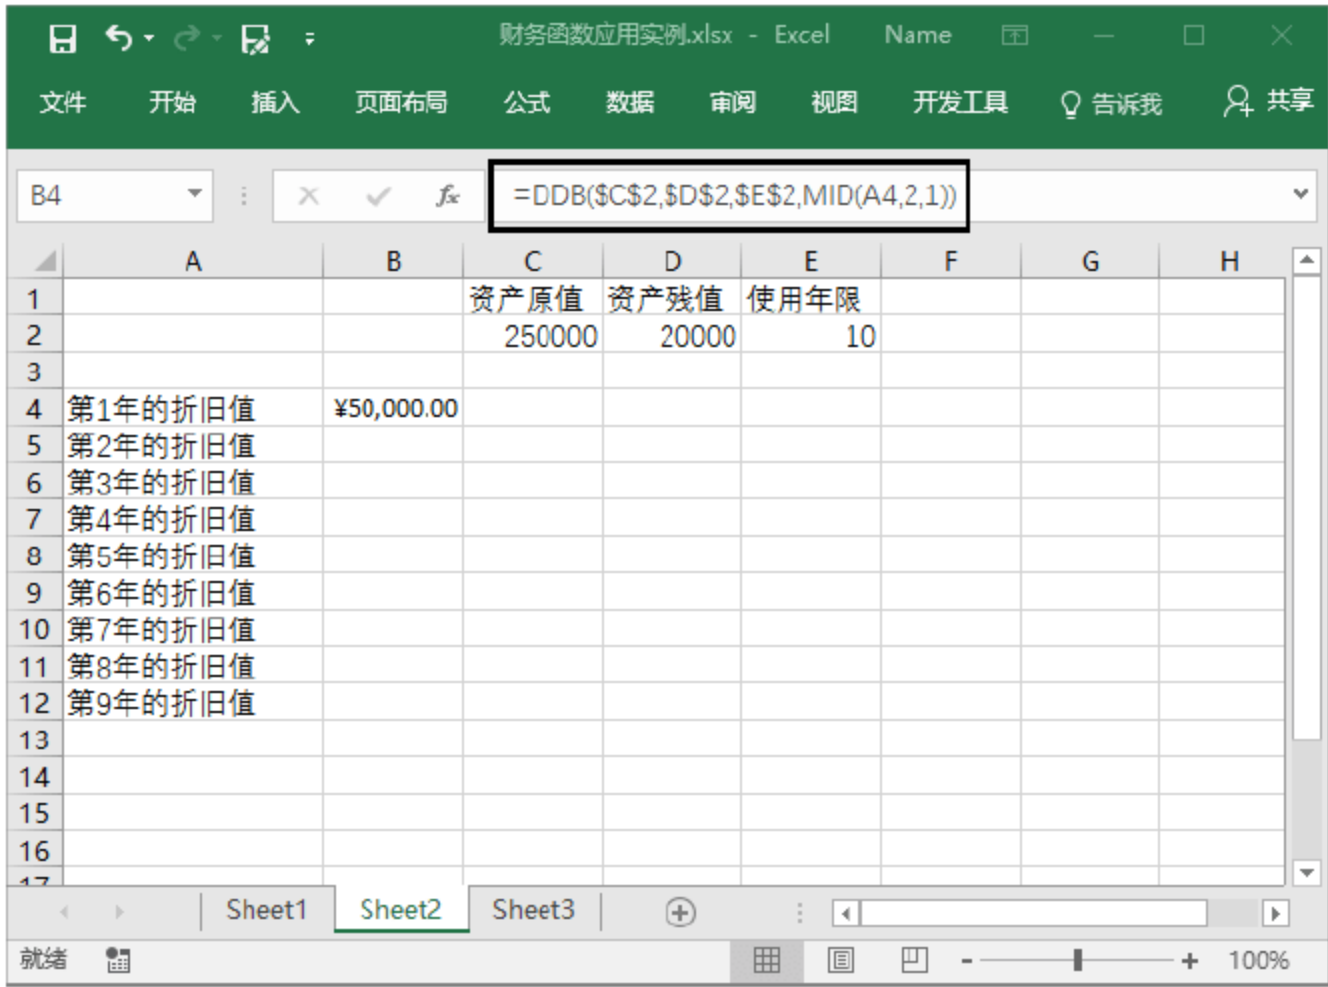 财务函数应用实例.xlsx - Excel Name
文件 开始 插入 页面布局 公式 数据 审阅 视图 开发工具 告诉我 共享
B4 fx =DDB($C$2,$D$2,$E$2,MID(A4,2,1))
A B C D E F G H
1 资产原值 资产残值 使用年限
2 250000 20000 10
3
4 第1年的折旧值 ¥50,000.00
5 第2年的折旧值
6 第3年的折旧值
7 第4年的折旧值
8 第5年的折旧值
9 第6年的折旧值
10 第7年的折旧值
11 第8年的折旧值
12 第9年的折旧值
13
14
15
16
17
Sheet1 Sheet2 Sheet3
就绪 100%